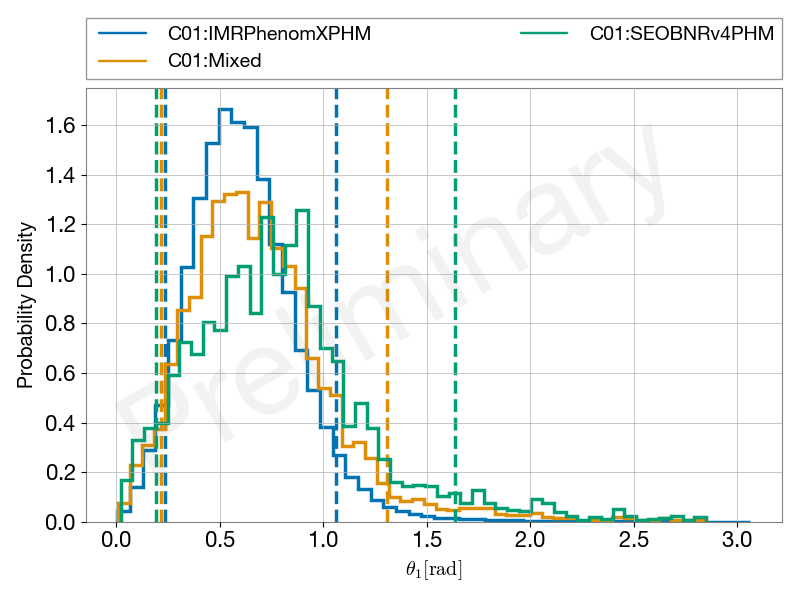 C01:IMRPhenomXPHM
C01:Mixed
C01:SEOBNRv4PHM
Preliminary
Probability Density
1.6
1.4
1.2
1.0
0.8
0.6
0.4
0.2
0.0
0.0 0.5 1.0 1.5 2.0 2.5 3.0
θ₁[rad]